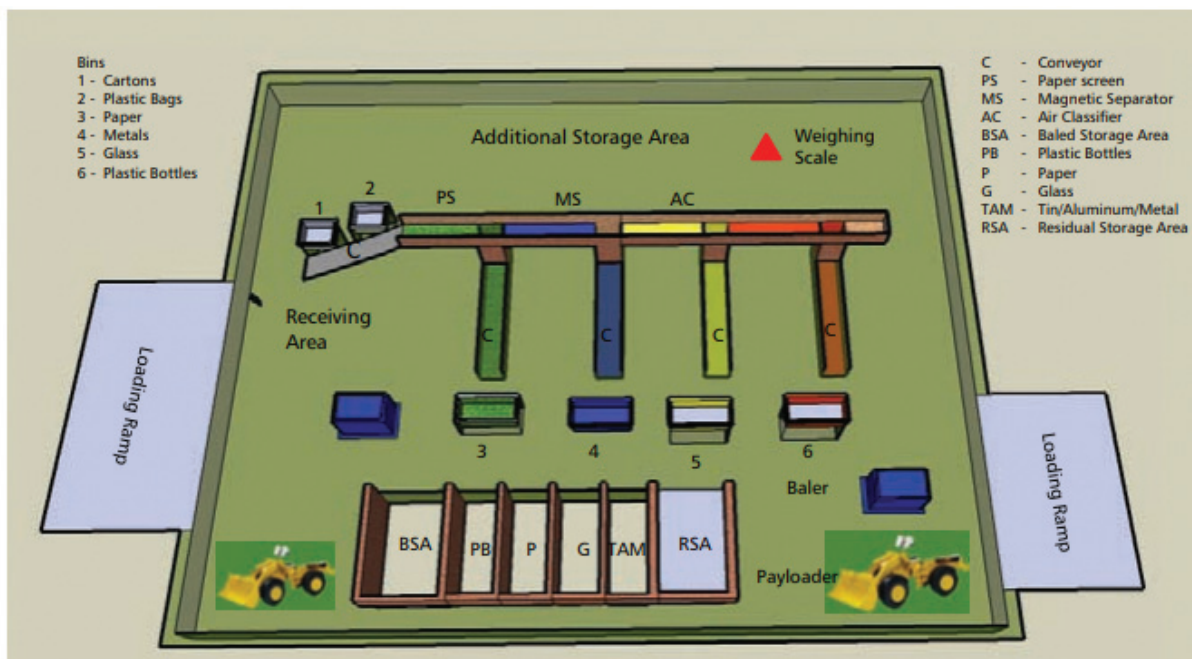 Bins
1 - Cartons
2 - Plastic Bags
3 - Paper
4 - Metals
5 - Glass
6 - Plastic Bottles
C - Conveyor
PS - Paper screen
MS - Magnetic Separator
AC - Air Classifier
BSA - Baled Storage Area
PB - Plastic Bottles
P - Paper
G - Glass
TAM - Tin/Aluminum/Metal
RSA - Residual Storage Area
Additional Storage Area
Weighing
Scale
1
2
PS
MS
AC
C
Receiving
Area
C
C
C
C
Loading Ramp
3
4
5
6
Baler
Loading Ramp
BSA
PB
P
G
TAM
RSA
Payloader